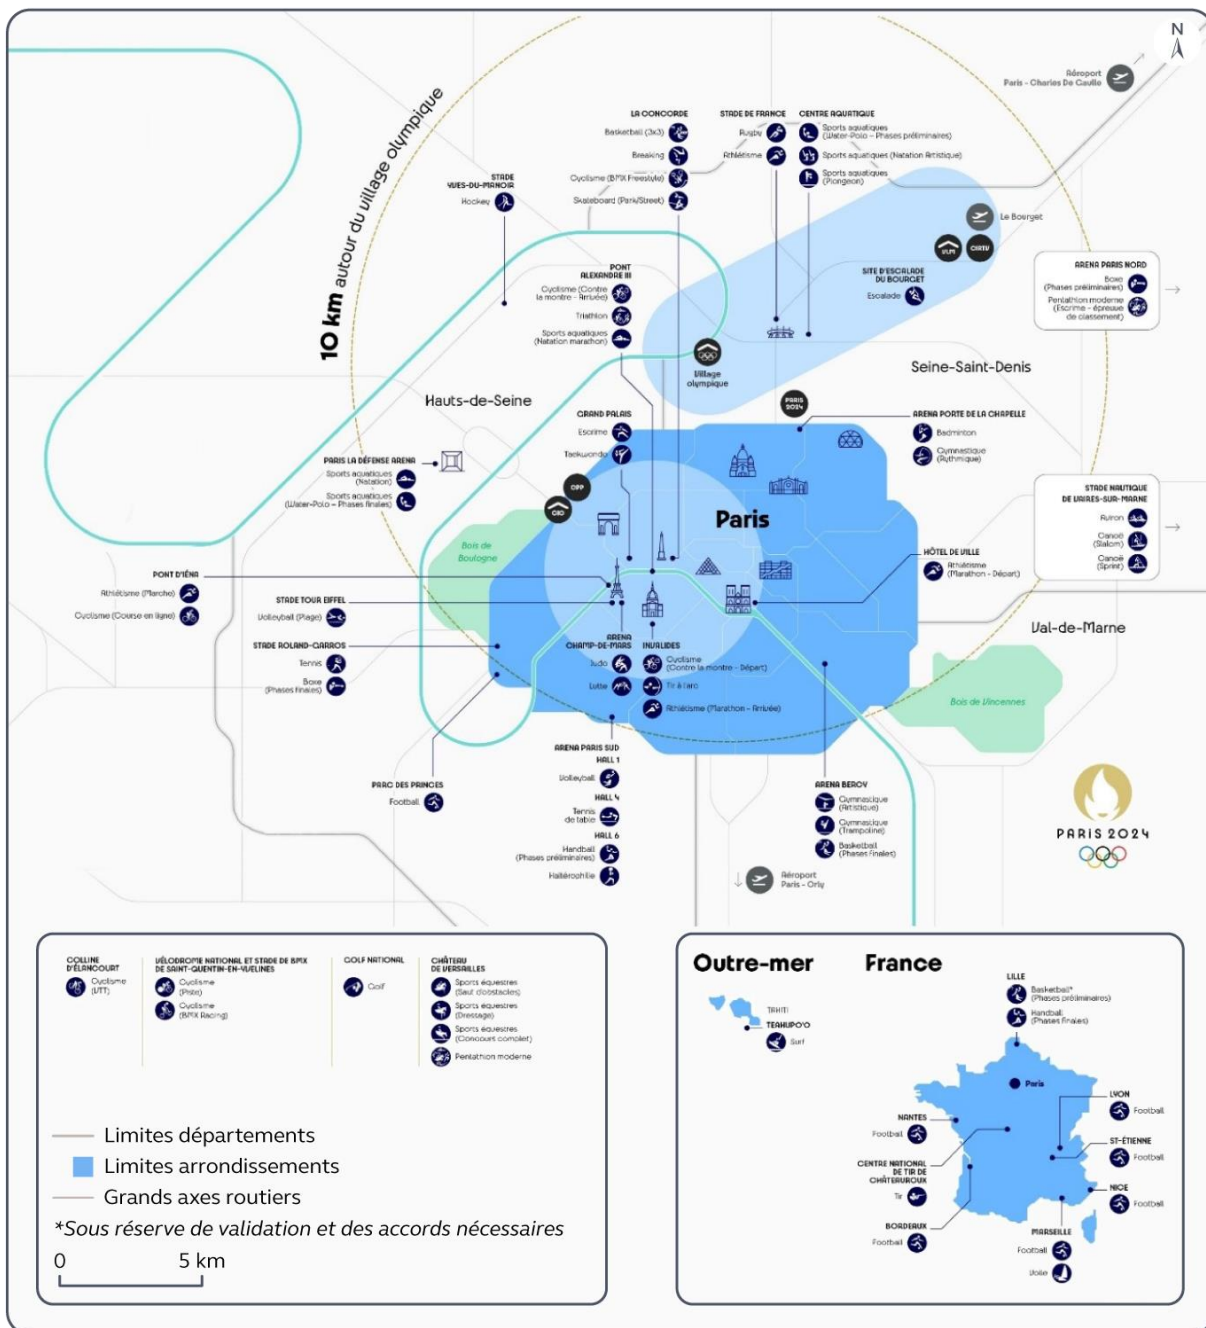 N
Aéroport
Paris - Charles De Gaulle
10 km autour du village olympique
LA CONCORDE
Basketball (3x3)
Breaking
Cyclisme (BMX Freestyle)
Skateboard (Park/Street)
STADE DE FRANCE
Rugby
Athlétisme
CENTRE AQUATIQUE
Sports aquatiques
(Water-Polo – Phases préliminaires)
Sports aquatiques (Natation Artistique)
Sports aquatiques
(Plongeon)
STADE
YVES-DU-MANOIR
Hockey
Le Bourget
PONT
ALEXANDRE III
Cyclisme (Contre
la montre - Arrivée)
Triathlon
Sports aquatiques
(Natation marathon)
SITE D'ESCALADE
DU BOURGET
Escalade
ARENA PARIS NORD
Boxe
(Phases préliminaires)
Pentathlon moderne
(Escrime - épreuve
de classement)
Village
olympique
Seine-Saint-Denis
Hauts-de-Seine
PARIS
2024
GRAND PALAIS
Escrime
Taekwondo
ARENA PORTE DE LA CHAPELLE
Badminton
Gymnastique
(Rythmique)
PARIS LA DÉFENSE ARENA
Sports aquatiques
(Natation)
Sports aquatiques
(Water-Polo – Phases finales)
CIO
Paris
STADE NAUTIQUE
DE VAIRES-SUR-MARNE
Aviron
Canoë
(Slalom)
Canoë
(Sprint)
Bois de
Boulogne
HÔTEL DE VILLE
Athlétisme
(Marathon - Départ)
PONT D'IÉNA
Athlétisme (Marche)
Cyclisme (Course en ligne)
STADE TOUR EIFFEL
Volleyball (Plage)
Val-de-Marne
STADE ROLAND-GARROS
Tennis
Boxe
(Phases finales)
ARENA
CHAMP-DE-MARS
Judo
Lutte
INVALIDES
Cyclisme
(Contre la montre - Départ)
Tir à l'arc
Athlétisme (Marathon - Arrivée)
Bois de Vincennes
ARENA PARIS SUD
HALL 1
Volleyball
HALL 4
Tennis
de table
HALL 6
Handball
(Phases préliminaires)
Haltérophilie
PARC DES PRINCES
Football
ARENA BERCY
Gymnastique
(Artistique)
Gymnastique
(Trampoline)
Basketball
(Phases finales)
PARIS 2024
Aéroport
Paris - Orly
COLLINE
D'ÉLANCOURT
Cyclisme
(VTT)
VÉLODROME NATIONAL ET STADE DE BMX
DE SAINT-QUENTIN-EN-YVELINES
Cyclisme
(Piste)
Cyclisme
(BMX Racing)
GOLF NATIONAL
Golf
CHÂTEAU
DE VERSAILLES
Sports équestres
(Saut d'obstacles)
Sports équestres
(Dressage)
Sports équestres
(Concours complet)
Pentathlon moderne
Limites départements
Limites arrondissements
Grands axes routiers
*Sous réserve de validation et des accords nécessaires
0 5 km
Outre-mer
TAHITI
TEAHUPO'O
Surf
France
LILLE
Basketball*
(Phases préliminaires)
Handball
(Phases finales)
Paris
LYON
Football
NANTES
Football
ST-ÉTIENNE
Football
CENTRE NATIONAL
DE TIR DE
CHÂTEAUROUX
Tir
NICE
Football
BORDEAUX
Football
MARSEILLE
Football
Voile